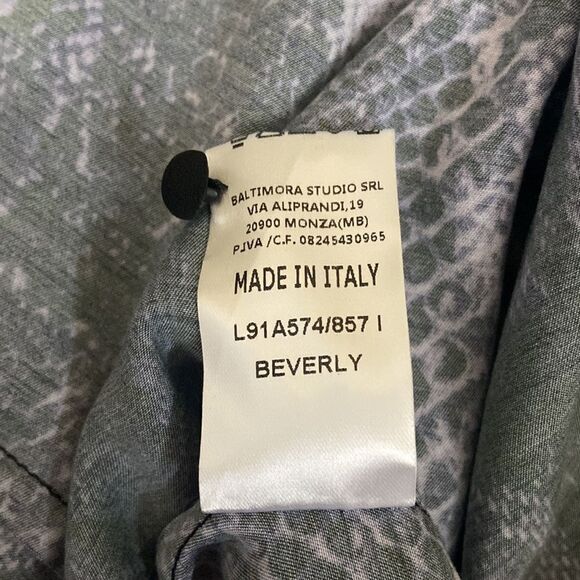 BALTIMORA STUDIO SRL
VIA ALIPRANDI,19
20900 MONZA(MB)
P.IVA /C.F. 08245430965
MADE IN ITALY
L91A574/857 I
BEVERLY